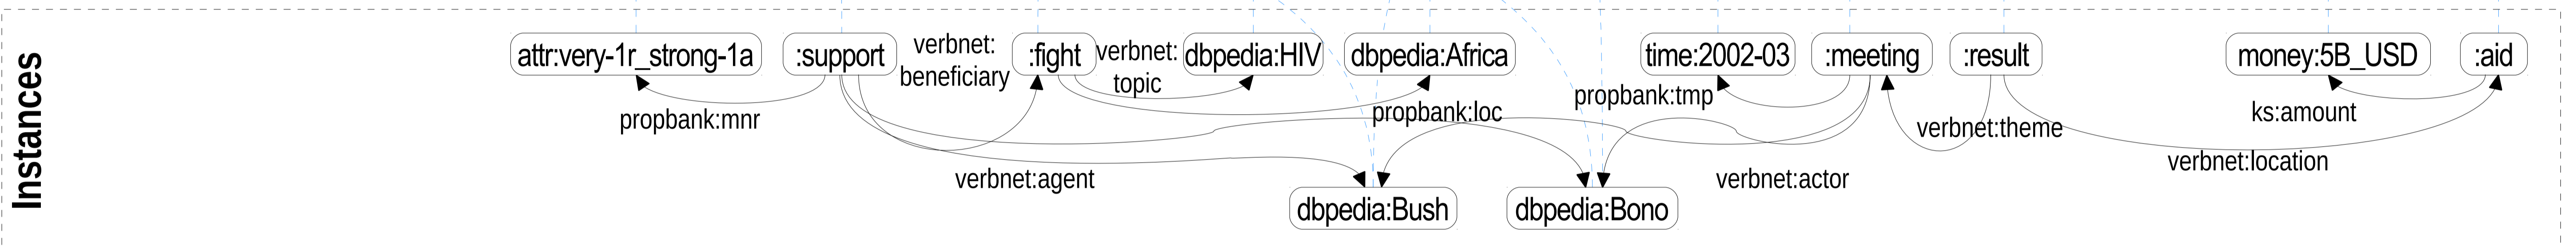 Instances
attr:very-1r_strong-1a
:support
verbnet:
beneficiary
:fight
verbnet:
topic
dbpedia:HIV
dbpedia:Africa
time:2002-03
:meeting
:result
money:5B_USD
:aid
propbank:mnr
propbank:loc
propbank:tmp
verbnet:theme
ks:amount
verbnet:agent
verbnet:actor
verbnet:location
dbpedia:Bush
dbpedia:Bono